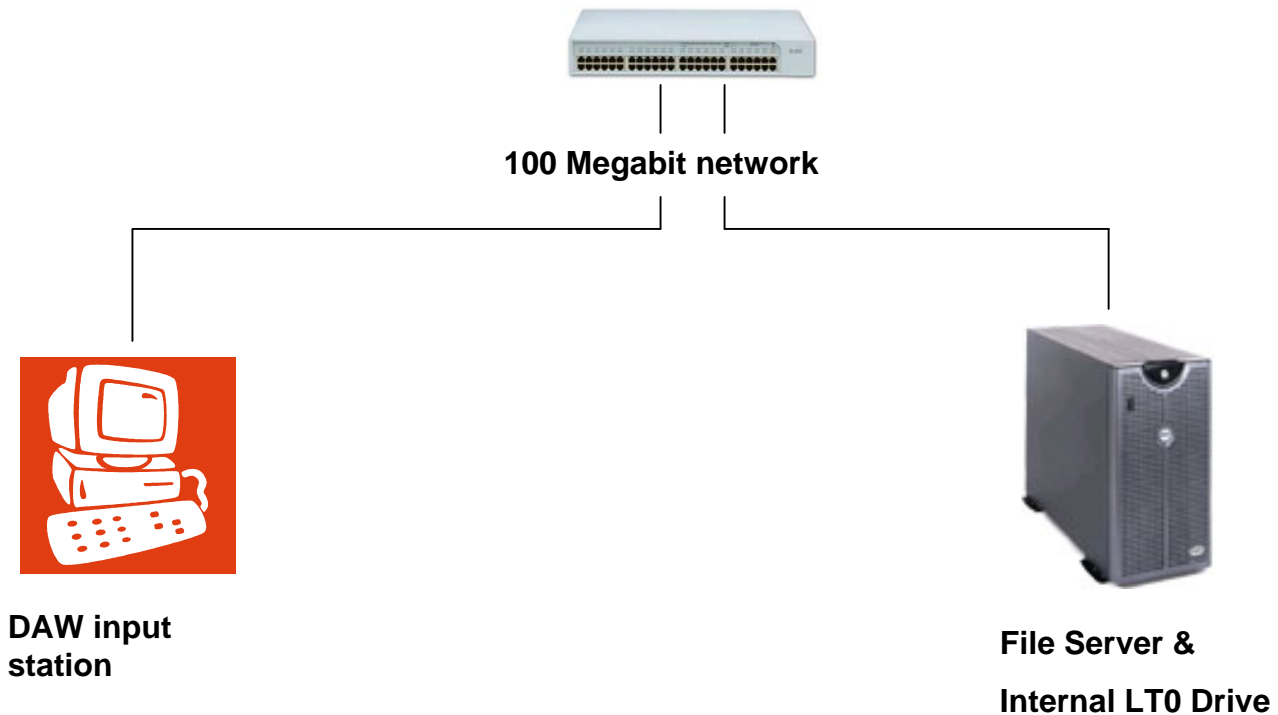 100 Megabit network
DAW input
station
File Server &
Internal LT0 Drive